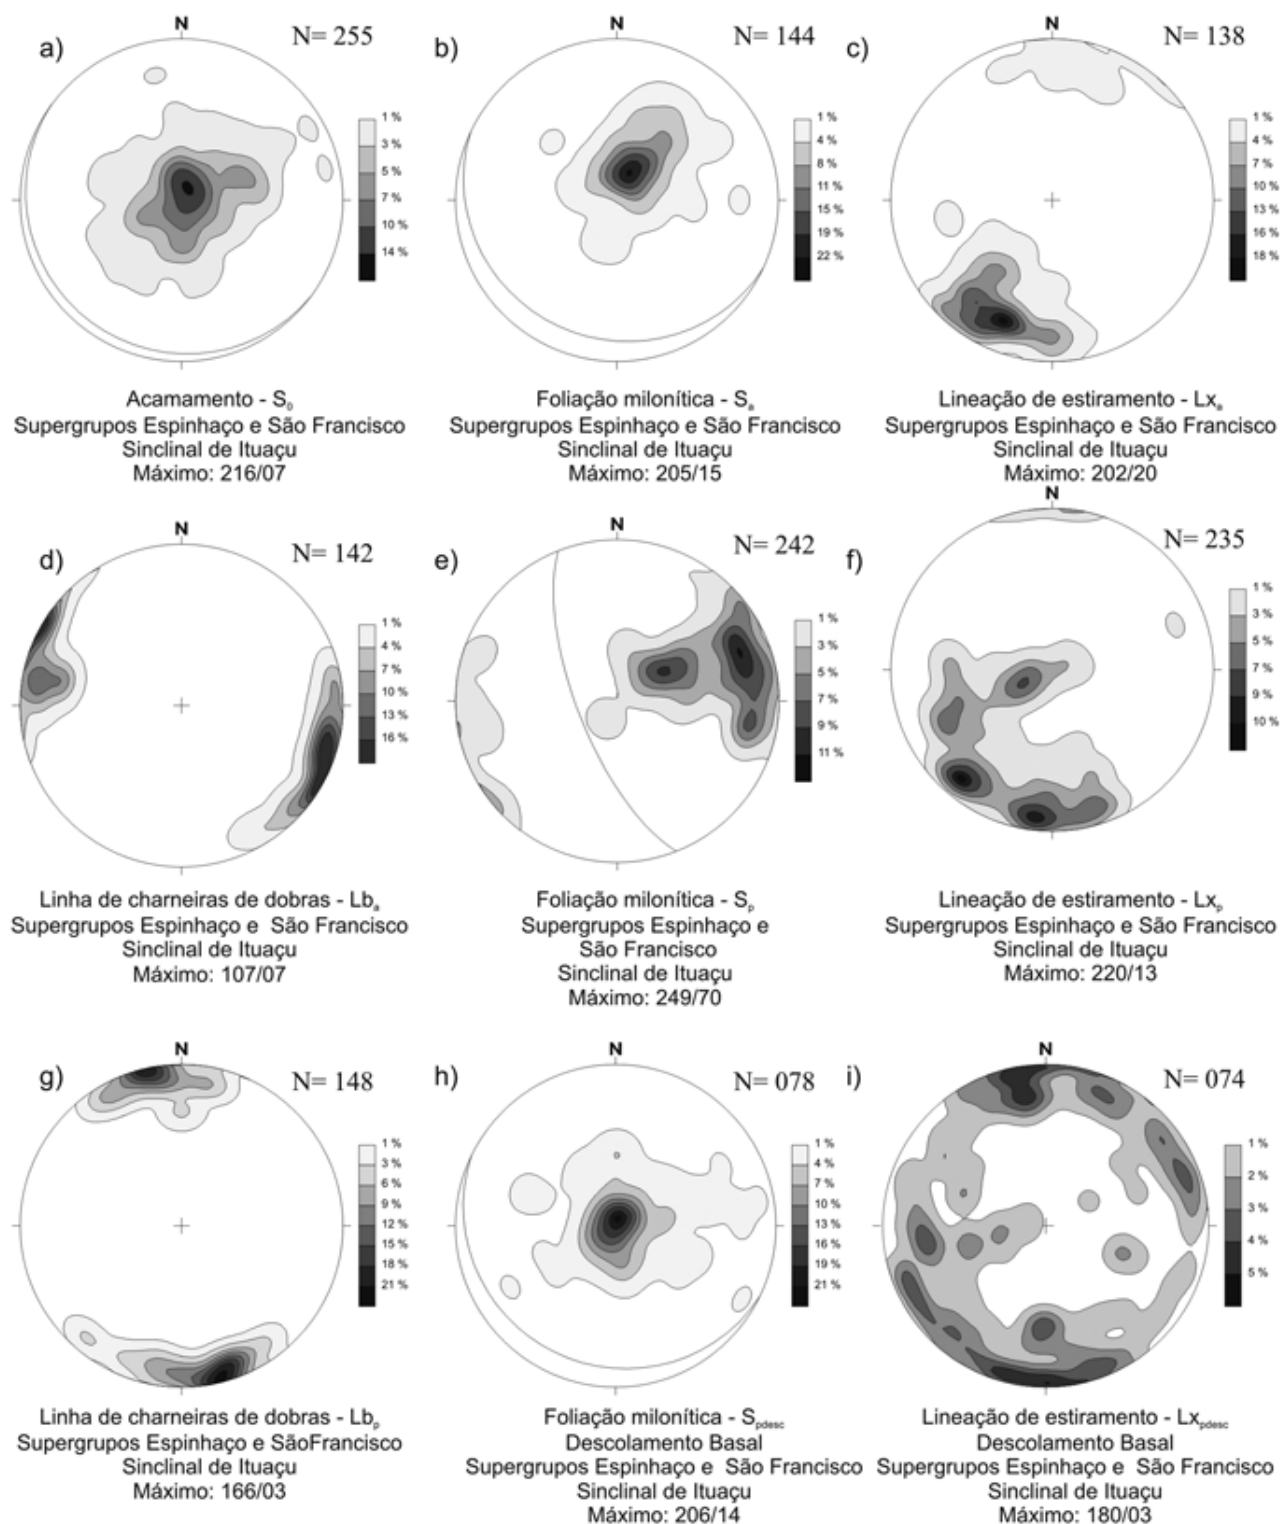 a)
N
N= 255
1 %
3 %
5 %
7 %
10 %
14 %
Acamamento - S₀
Supergrupos Espinhaço e São Francisco
Sinclinal de Ituaçu
Máximo: 216/07
b)
N
N= 144
1 %
4 %
8 %
11 %
15 %
19 %
22 %
Foliação milonítica - Sₐ
Supergrupos Espinhaço e São Francisco
Sinclinal de Ituaçu
Máximo: 205/15
c)
N
N= 138
1 %
4 %
7 %
10 %
13 %
16 %
18 %
Lineação de estiramento - Lxₐ
Supergrupos Espinhaço e São Francisco
Sinclinal de Ituaçu
Máximo: 202/20
d)
N
N= 142
1 %
4 %
7 %
10 %
13 %
16 %
Linha de charneiras de dobras - Lbₐ
Supergrupos Espinhaço e São Francisco
Sinclinal de Ituaçu
Máximo: 107/07
e)
N
N= 242
1 %
3 %
5 %
7 %
9 %
11 %
Foliação milonítica - Sₚ
Supergrupos Espinhaço e
São Francisco
Sinclinal de Ituaçu
Máximo: 249/70
f)
N
N= 235
1 %
3 %
5 %
7 %
9 %
10 %
Lineação de estiramento - Lxₚ
Supergrupos Espinhaço e São Francisco
Sinclinal de Ituaçu
Máximo: 220/13
g)
N
N= 148
1 %
3 %
6 %
9 %
12 %
15 %
18 %
21 %
Linha de charneiras de dobras - Lbₚ
Supergrupos Espinhaço e SãoFrancisco
Sinclinal de Ituaçu
Máximo: 166/03
h)
N
N= 078
1 %
4 %
6 %
10 %
13 %
16 %
19 %
21 %
Foliação milonítica - Spdesc
Descolamento Basal
Supergrupos Espinhaço e São Francisco
Sinclinal de Ituaçu
Máximo: 206/14
i)
N
N= 074
1 %
2 %
3 %
4 %
5 %
Lineação de estiramento - Lxpdesc
Descolamento Basal
Supergrupos Espinhaço e São Francisco
Sinclinal de Ituaçu
Máximo: 180/03